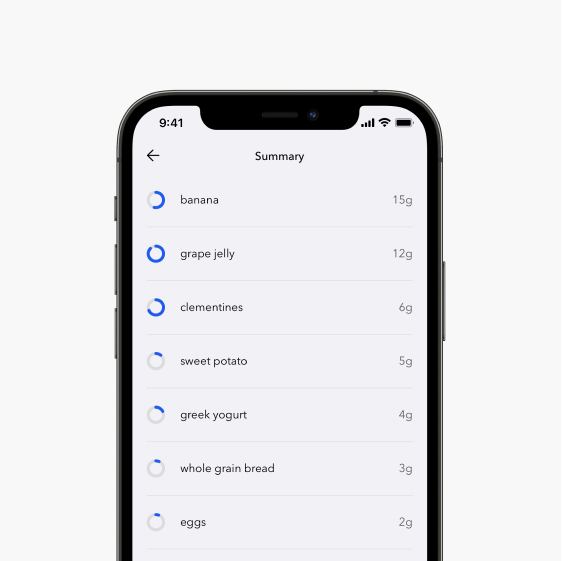 9:41
Summary
banana 15g
grape jelly 12g
clementines 6g
sweet potato 5g
greek yogurt 4g
whole grain bread 3g
eggs 2g